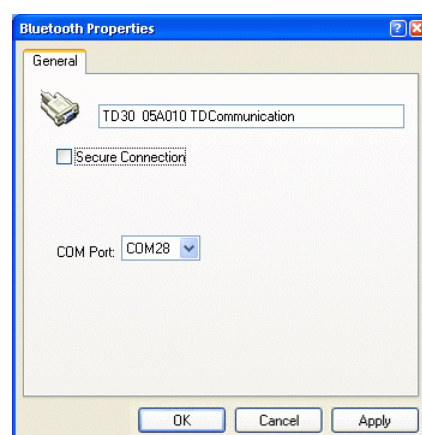 Bluetooth Properties
General
TD30 05A010 TDCommunication
Secure Connection
COM Port: COM28
OK Cancel Apply